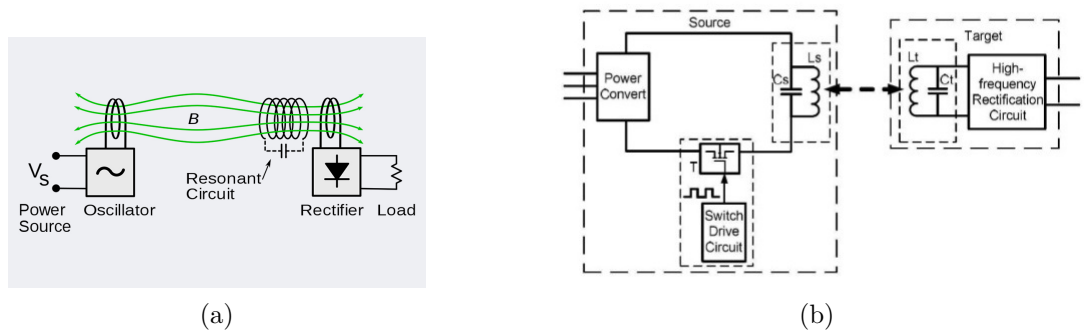 B
Vs
Resonant
Circuit
Power
Source
Oscillator
Rectifier
Load
(a)
Source
Power
Convert
Cs
Ls
T
Switch
Drive
Circuit
Target
Lt
Ct
High-
frequency
Rectification
Circuit
(b)